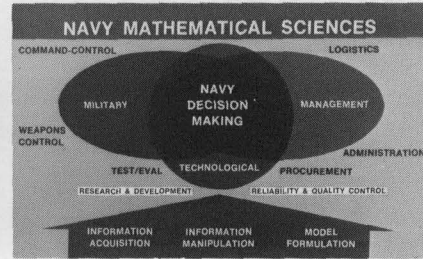 NAVY MATHEMATICAL SCIENCES
COMMAND-CONTROL
LOGISTICS
NAVY
DECISION
MAKING
MILITARY
MANAGEMENT
WEAPONS
CONTROL
ADMINISTRATION
TEST/EVAL
TECHNOLOGICAL
PROCUREMENT
RESEARCH & DEVELOPMENT
RELIABILITY & QUALITY CONTROL
INFORMATION
ACQUISITION
INFORMATION
MANIPULATION
MODEL
FORMULATION